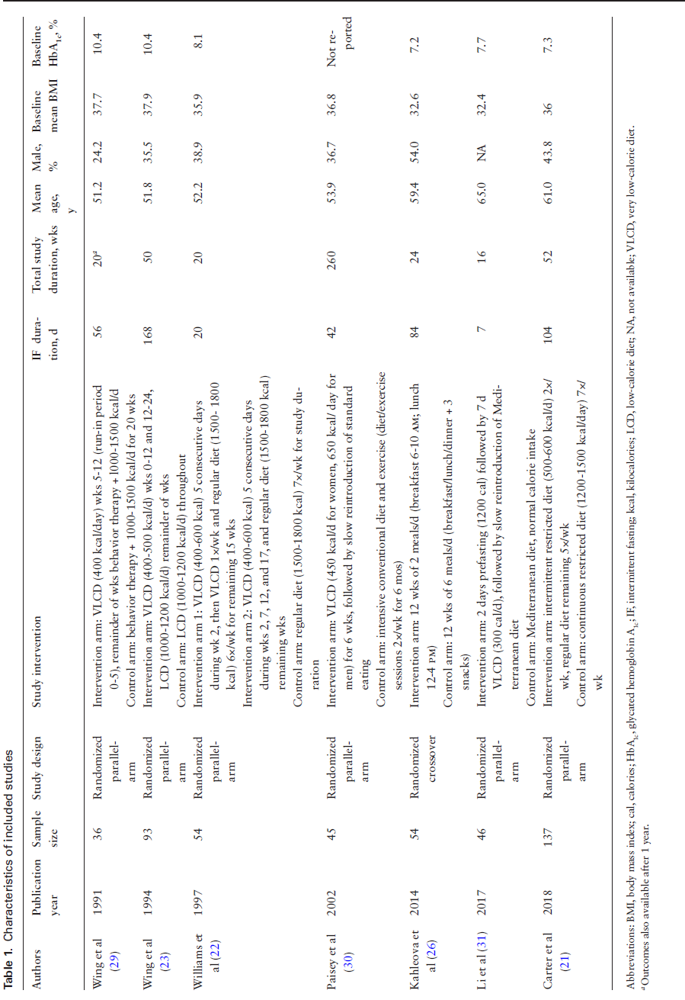 Table 1. Characteristics of included studies
Authors Publication year Sample size Study design Study intervention IF dura-tion, d Total study duration, wks Mean age, y Male, % Baseline mean BMI Baseline HbA1c, %
Wing et al 1991 36 Randomized Intervention arm: VLCD (400 kcal/day) wks 5-12 (run-in period 56 20a 51.2 24.2 37.7 10.4
(29) parallel- 0-5), remainder of wks behavior therapy + l000-1500 kcal/d
arm Control arm: behavior therapy + 1000-1500 kcal/d for 20 wks
Wing et al 1994 93 Randomized Intervention arm: VLCD (400-500 kcal/d) wks 0-12 and 12-24, 168 50 51.8 35.5 37.9 10.4
(23) parallel- LCD (1000-1200 kcal/d) remainder of wks
arm Control arm: LCD (1000-1200 kcal/d) throughout
Williams et 1997 54 Randomized Intervention arm 1: VLCD (400-600 kcal) 5 consecutive days 20 20 52.2 38.9 35.9 8.1
al (22) parallel- during wk 2, then VLCD 1×/wk and regular diet (1500- 1800
arm kcal) 6×/wk for remaining 15 wks
Intervention arm 2: VLCD (400-600 kcal) 5 consecutive days
during wks 2, 7, 12, and 17, and regular diet (1500-1800 kcal)
remaining wks
Control arm: regular diet (1500-1800 kcal) 7×/wk for study du-
ration
Paisey et al 2002 45 Randomized Intervention arm: VLCD (450 kcal/d for women, 650 kcal/ day for 42 260 53.9 36.7 36.8 Not re-
(30) parallel- men) for 6 wks, followed by slow reintroduction of standard ported
arm eating
Control arm: intensive conventional diet and exercise (diet/exercise
sessions 2×/wk for 6 mos)
Kahleova et 2014 54 Randomized Intervention arm: 12 wks of 2 meals/d (breakfast 6-10 AM; lunch 84 24 59.4 54.0 32.6 7.2
al (26) crossover 12-4 PM)
Control arm: 12 wks of 6 meals/d (breakfast/lunch/dinner + 3
snacks)
Li et al (31) 2017 46 Randomized Intervention arm: 2 days prefasting (1200 cal) followed by 7 d 7 16 65.0 NA 32.4 7.7
parallel- VLCD (300 cal/d), followed by slow reintroduction of Medi-
arm terranean diet
Control arm: Mediterranean diet, normal calorie intake
Carter et al 2018 137 Randomized Intervention arm: intermittent restricted diet (500-600 kcal/d) 2×/ 104 52 61.0 43.8 36 7.3
(21) parallel- wk, regular diet remaining 5×/wk
arm Control arm: continuous restricted diet (1200-1500 kcal/day) 7×/
wk
Abbreviations: BMI, body mass index; cal, calories; HbA1c, glycated hemoglobin A1c; IF, intermittent fasting; kcal, kilocalories; LCD, low-calorie diet; NA, not available; VLCD, very low-calorie diet.
aOutcomes also available after 1 year.